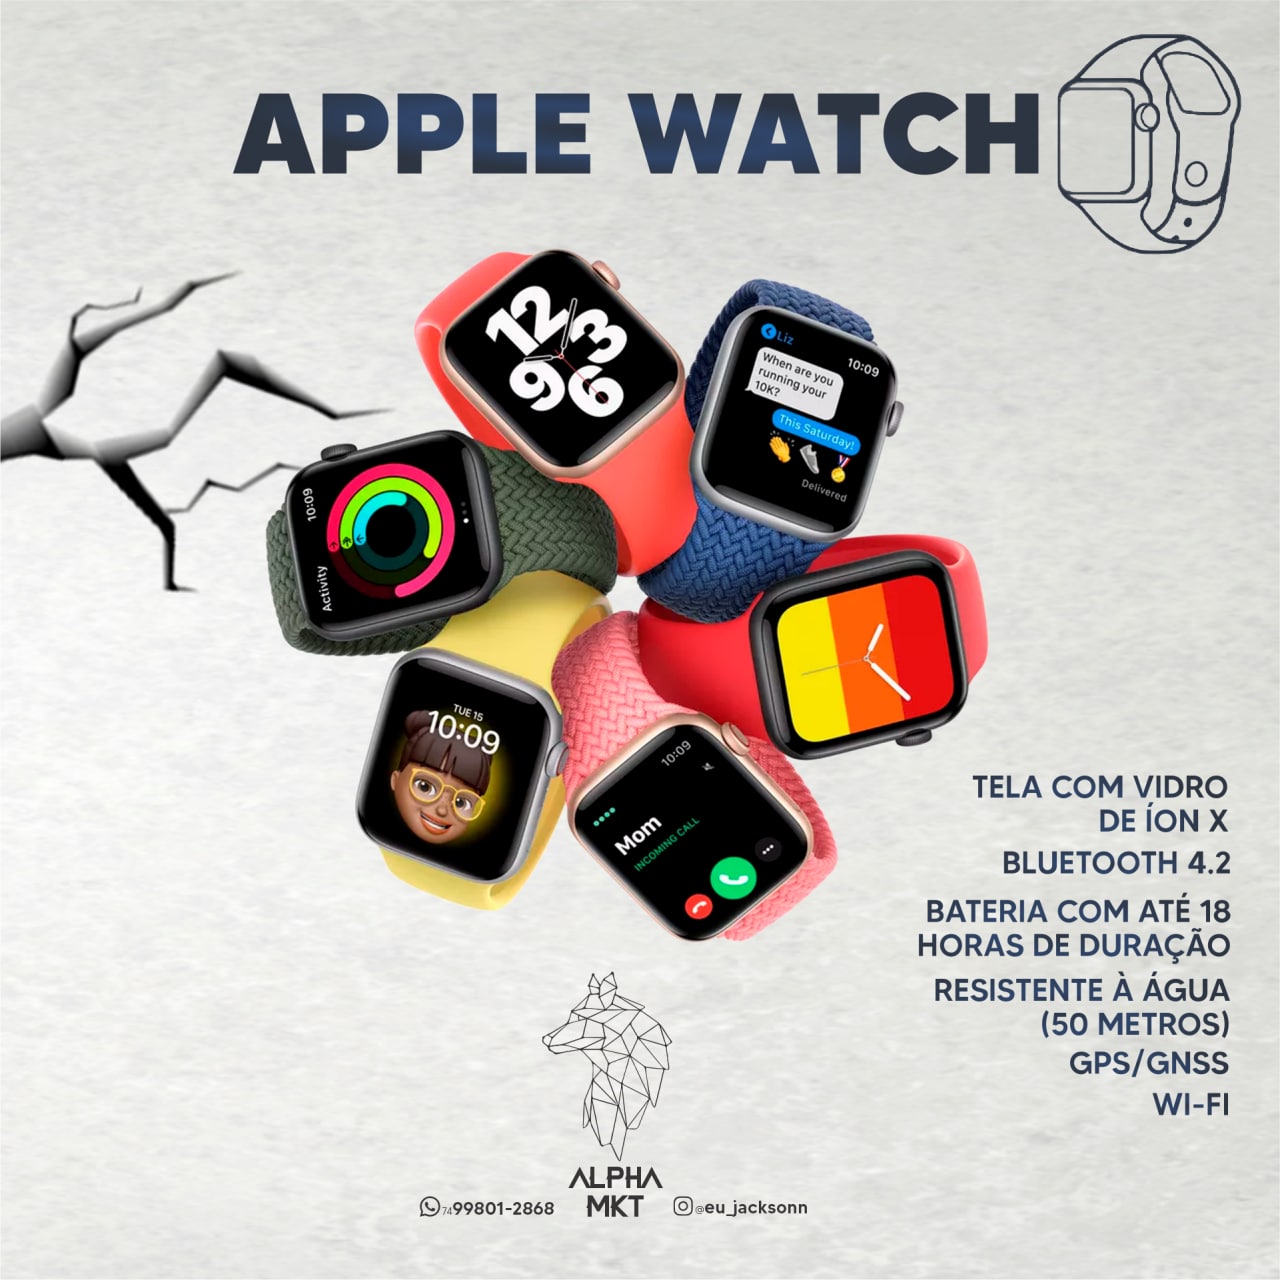 APPLE WATCH
12
3
9
6
Liz
10:09
When are you
running your
10K?
This Saturday!
Delivered
10:09
Activity
TUE 15
10:09
10:09
Mom
INCOMING CALL
TELA COM VIDRO
DE ÍON X
BLUETOOTH 4.2
BATERIA COM ATÉ 18
HORAS DE DURAÇÃO
RESISTENTE À ÁGUA
(50 METROS)
GPS/GNSS
WI-FI
ALPHA
MKT
7499801-2868
@eu_jacksonn